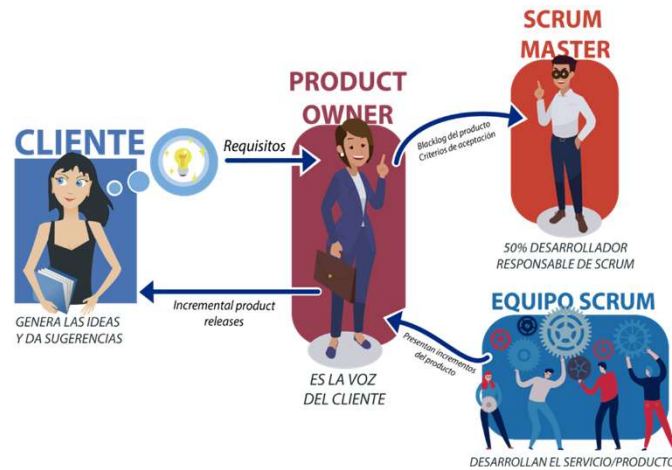 SCRUM
MASTER
PRODUCT
OWNER
CLIENTE
Requisitos
Blacklog del producto
Criterios de aceptación
50% DESARROLLADOR
RESPONSABLE DE SCRUM
Incremental product
releases
GENERA LAS IDEAS
Y DA SUGERENCIAS
EQUIPO SCRUM
Presentan incrementos
del producto
ES LA VOZ
DEL CLIENTE
DESARROLLAN EL SERVICIO/PRODUCTO